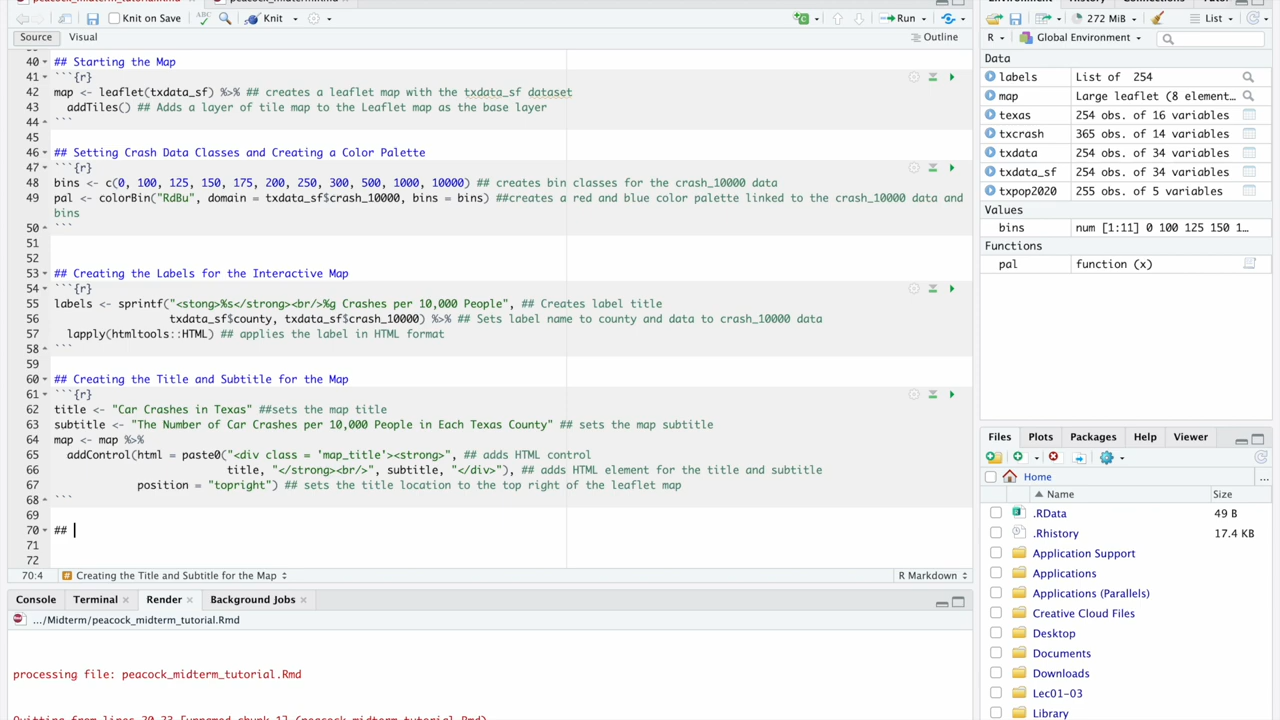 peacock_midterm_tutorial.Rmd
peacock_midterm.Rmd
Knit on Save
ABC
Knit
Run
Source
Visual
Outline
40 ## Starting the Map
41 ```{r}
42 map <- leaflet(txdata_sf) %>% ## creates a leaflet map with the txdata_sf dataset
43 addTiles() ## Adds a layer of tile map to the Leaflet map as the base layer
44 ```
45
46 ## Setting Crash Data Classes and Creating a Color Palette
47 ```{r}
48 bins <- c(0, 100, 125, 150, 175, 200, 250, 300, 500, 1000, 10000) ## creates bin classes for the crash_10000 data
49 pal <- colorBin("RdBu", domain = txdata_sf$crash_10000, bins = bins) ##creates a red and blue color palette linked to the crash_10000 data and
bins
50 ```
51
52
53 ## Creating the Labels for the Interactive Map
54 ```{r}
55 labels <- sprintf("<stong>%s</strong><br/>%g Crashes per 10,000 People", ## Creates label title
56 txdata_sf$county, txdata_sf$crash_10000) %>% ## Sets label name to county and data to crash_10000 data
57 lapply(htmltools::HTML) ## applies the label in HTML format
58 ```
59
60 ## Creating the Title and Subtitle for the Map
61 ```{r}
62 title <- "Car Crashes in Texas" ##sets the map title
63 subtitle <- "The Number of Car Crashes per 10,000 People in Each Texas County" ## sets the map subtitle
64 map <- map %>%
65 addControl(html = paste0("<div class = 'map_title'><strong>", ## adds HTML control
66 title, "</strong><br/>", subtitle, "</div>"), ## adds HTML element for the title and subtitle
67 position = "topright") ## sets the title location to the top right of the leaflet map
68 ```
69
70 ##
71
72
70:4 # Creating the Title and Subtitle for the Map
R Markdown
Console
Terminal
Render
Background Jobs
.../Midterm/peacock_midterm_tutorial.Rmd
processing file: peacock_midterm_tutorial.Rmd
Quitting from lines 20-23 [unnamed-chunk-1] (peacock_midterm_tutorial.Rmd)
Environment
History
Connections
272 MiB
List
R
Global Environment
Data
labels List of 254
map Large leaflet (8 element…
texas 254 obs. of 16 variables
txcrash 365 obs. of 14 variables
txdata 254 obs. of 34 variables
txdata_sf 254 obs. of 34 variables
txpop2020 255 obs. of 5 variables
Values
bins num [1:11] 0 100 125 150 1…
Functions
pal function (x)
Files
Plots
Packages
Help
Viewer
Home
...
Name
Size
.RData 49 B
.Rhistory 17.4 KB
Application Support
Applications
Applications (Parallels)
Creative Cloud Files
Desktop
Documents
Downloads
Lec01-03
Library